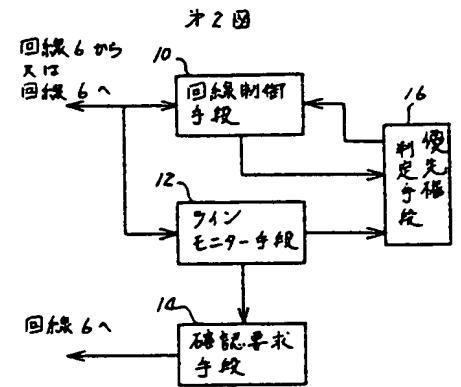 第2図
回線6から
又は
回線6へ
10
回線制御
手段
16
優先権
判定手段
12
ライン
モニター手段
14
回線6へ
確認要求
手段